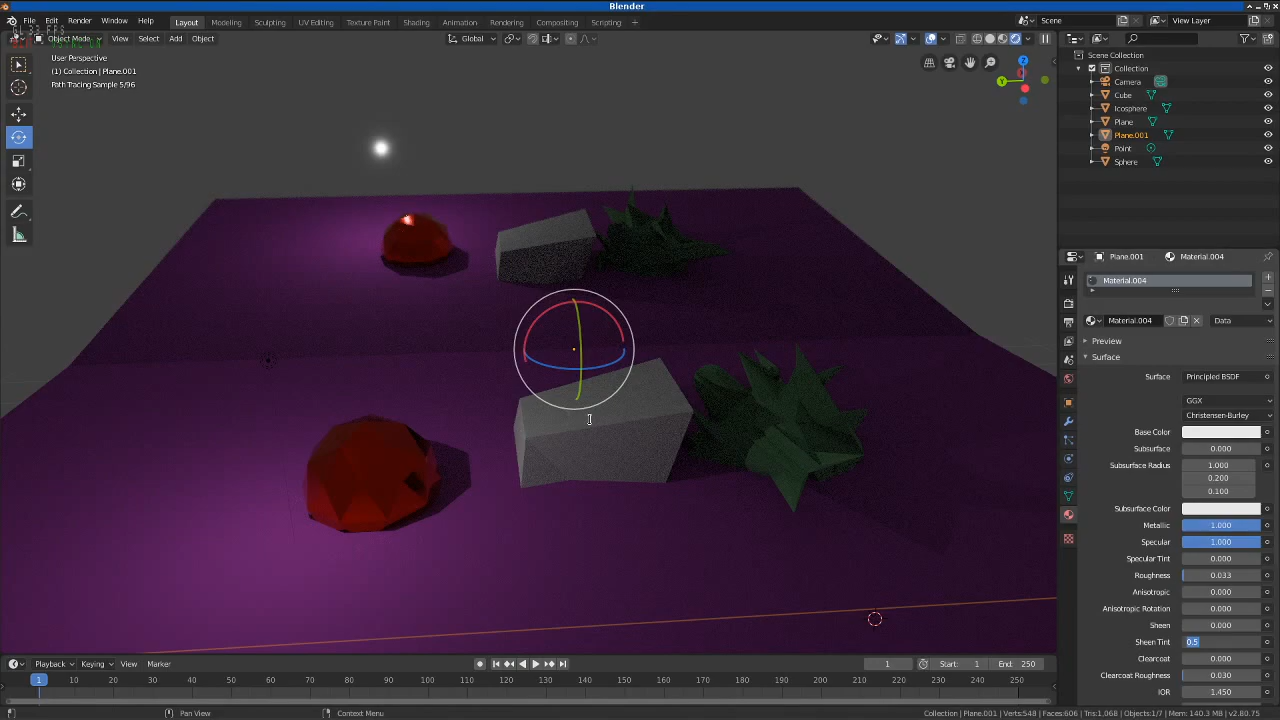 Blender
File Edit Render Window Help Layout Modeling Sculpting UV Editing Texture Paint Shading Animation Rendering Compositing Scripting + Scene View Layer
Object Mode View Select Add Object Global
User Perspective
(1) Collection | Plane.001
Path Tracing Sample 5/96
Y
Z
Scene Collection
Collection
Camera
Cube
Icosphere
Plane
Plane.001
Point
Sphere
Plane.001 Material.004
Material.004
Material.004 Data
Preview
Surface
Surface Principled BSDF
GGX
Christensen-Burley
Base Color
Subsurface 0.000
Subsurface Radius 1.000
0.200
0.100
Subsurface Color
Metallic 1.000
Specular 1.000
Specular Tint 0.000
Roughness 0.033
Anisotropic 0.000
Anisotropic Rotation 0.000
Sheen 0.000
Sheen Tint 0.5
Clearcoat 0.000
Clearcoat Roughness 0.030
IOR 1.450
Playback Keying View Marker 1 Start: 1 End: 250
1 10 20 30 40 50 60 70 80 90 100 110 120 130 140 150 160 170 180 190 200 210 220 230 240 250
Pan View Context Menu Collection | Plane.001 | Verts:548 | Faces:606 | Tris:1,068 | Objects:1/7 | Mem: 140.3 MB | v2.80.75